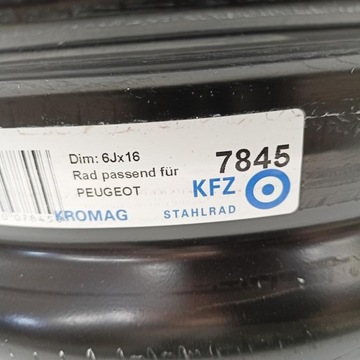 Dim: 6Jx16
7845
Rad passend für
KFZ
PEUGEOT
KROMAG STAHLRAD